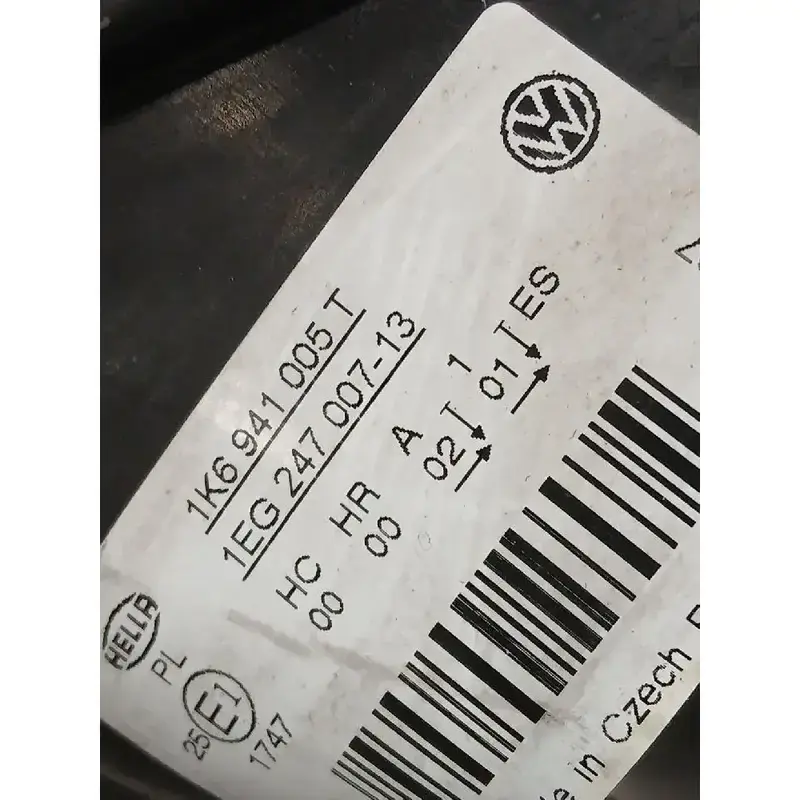 VW
1K6 941 005 T
1EG 247 007-13
HC HR A 1 ES
00 00 02 01
HELLA
PL
25 E1 1747
in Czech